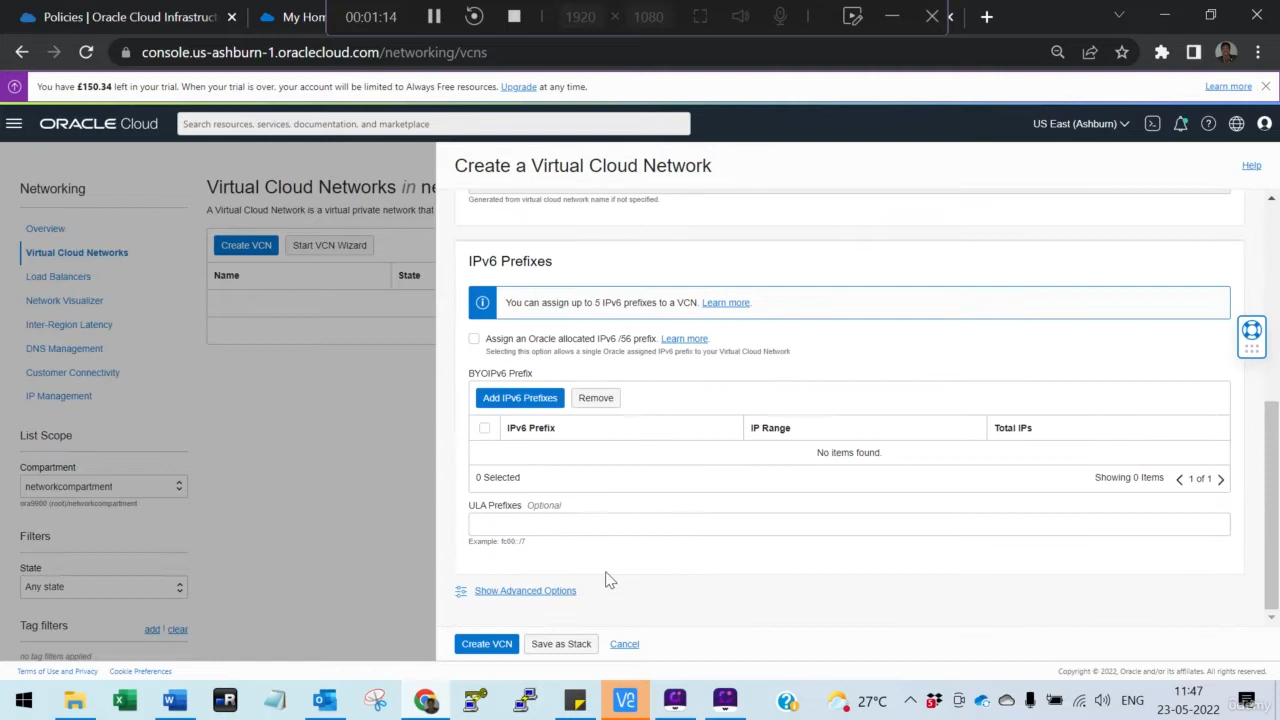 Policies | Oracle Cloud Infrastruct
My Hom
00:01:14
1920 × 1080
console.us-ashburn-1.oraclecloud.com/networking/vcns
You have £150.34 left in your trial. When your trial is over, your account will be limited to Always Free resources. Upgrade at any time.
Learn more
ORACLE Cloud
Search resources, services, documentation, and marketplace
US East (Ashburn)
Networking
Overview
Virtual Cloud Networks
Load Balancers
Network Visualizer
Inter-Region Latency
DNS Management
Customer Connectivity
IP Management
List Scope
Compartment
networkcompartment
ora9900 (root)/networkcompartment
Filters
State
Any state
Tag filters
add | clear
no tag filters applied
Virtual Cloud Networks in ne
A Virtual Cloud Network is a virtual private network that
Create VCN
Start VCN Wizard
Name
State
Create a Virtual Cloud Network
Help
Generated from virtual cloud network name if not specified.
IPv6 Prefixes
You can assign up to 5 IPv6 prefixes to a VCN. Learn more.
Assign an Oracle allocated IPv6 /56 prefix. Learn more.
Selecting this option allows a single Oracle assigned IPv6 prefix to your Virtual Cloud Network
BYOIPv6 Prefix
Add IPv6 Prefixes
Remove
IPv6 Prefix
IP Range
Total IPs
No items found.
0 Selected
Showing 0 Items
1 of 1
ULA Prefixes Optional
Example: fc00::/7
Show Advanced Options
Create VCN
Save as Stack
Cancel
Terms of Use and Privacy
Cookie Preferences
Copyright © 2022, Oracle and/or its affiliates. All rights reserved.
27°C
ENG
11:47
23-05-2022
udemy